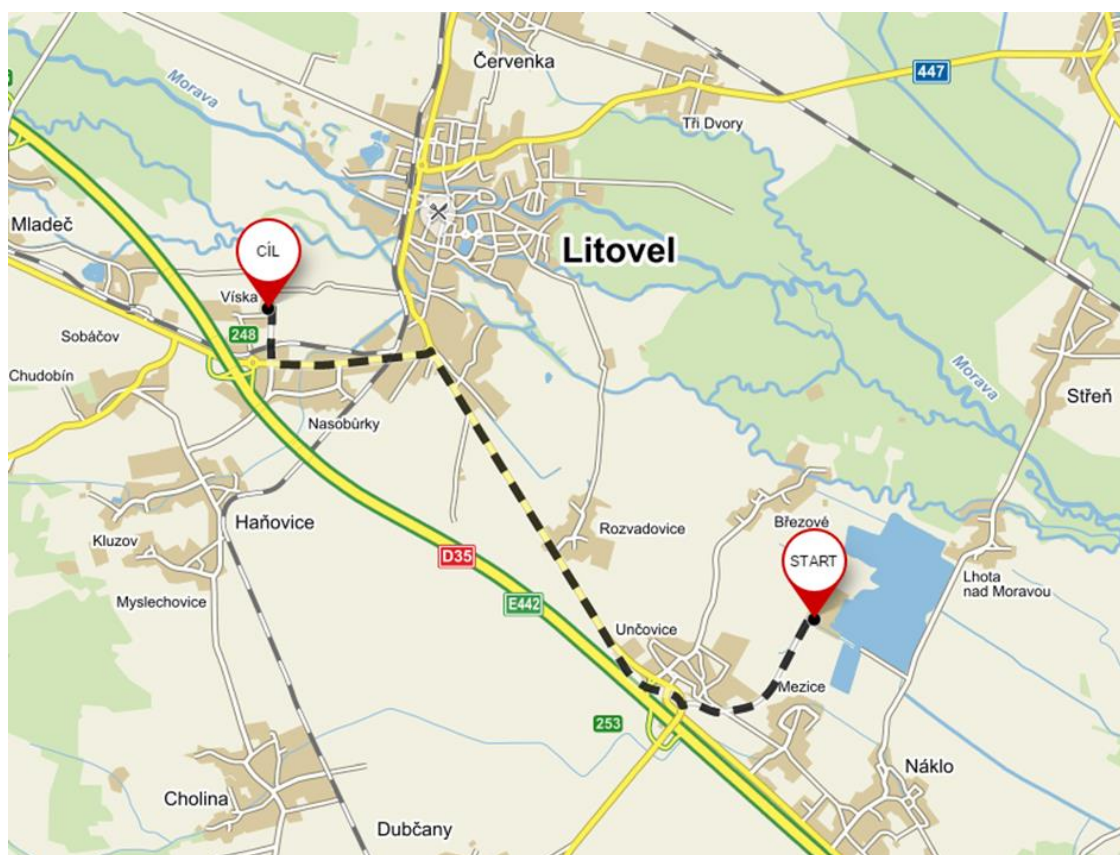 Červenka
447
Morava
Tři Dvory
Mladeč
CÍL
Litovel
Víska
248
Sobáčov
Chudobín
Nasobůrky
Morava
Střeň
Haňovice
Kluzov
Rozvadovice
Březové
D35
START
Myslechovice
E442
Lhota
nad Moravou
Unčovice
Mezice
253
Náklo
Cholina
Dubčany